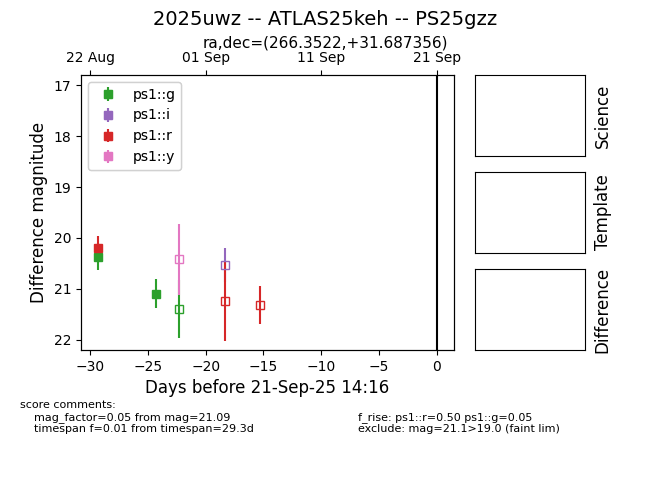 2025uwz -- ATLAS25keh -- PS25gzz
ra,dec=(266.3522,+31.687356)
22 Aug 01 Sep 11 Sep 21 Sep
ps1::g
ps1::i
ps1::r
ps1::y
17
18
19
20
21
22
Difference magnitude
−30 −25 −20 −15 −10 −5 0
Days before 21-Sep-25 14:16
Science
Template
Difference
score comments:
mag_factor=0.05 from mag=21.09
timespan f=0.01 from timespan=29.3d
f_rise: ps1::r=0.50 ps1::g=0.05
exclude: mag=21.1>19.0 (faint lim)